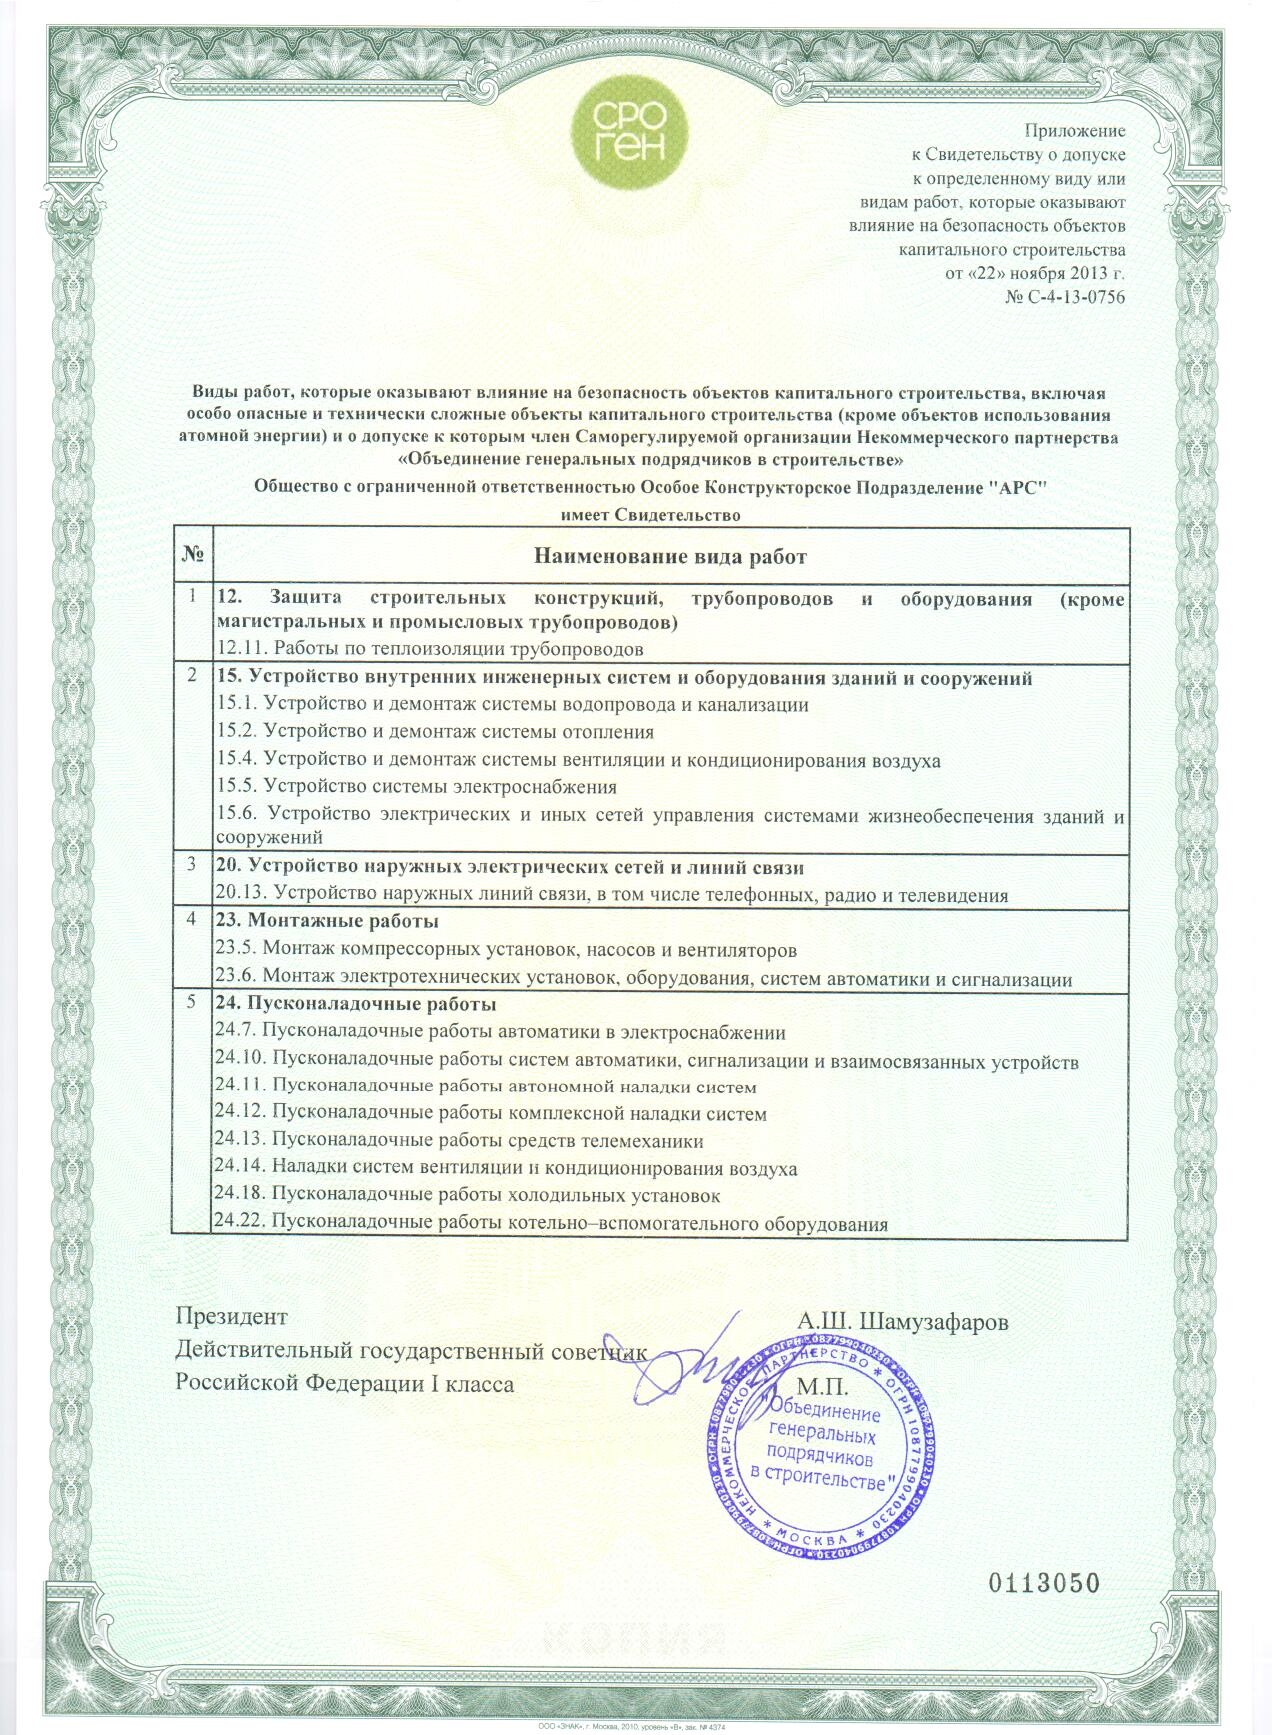 СРО
ГЕН
Приложение
к Свидетельству о допуске
к определенному виду или
видам работ, которые оказывают
влияние на безопасность объектов
капитального строительства
от «22» ноября 2013 г.
№ С-4-13-0756
Виды работ, которые оказывают влияние на безопасность объектов капитального строительства, включая
особо опасные и технически сложные объекты капитального строительства (кроме объектов использования
атомной энергии) и о допуске к которым член Саморегулируемой организации Некоммерческого партнерства
«Объединение генеральных подрядчиков в строительстве»
Общество с ограниченной ответственностью Особое Конструкторское Подразделение "АРС"
имеет Свидетельство
№ Наименование вида работ
1 12. Защита строительных конструкций, трубопроводов и оборудования (кроме
магистральных и промысловых трубопроводов)
12.11. Работы по теплоизоляции трубопроводов
2 15. Устройство внутренних инженерных систем и оборудования зданий и сооружений
15.1. Устройство и демонтаж системы водопровода и канализации
15.2. Устройство и демонтаж системы отопления
15.4. Устройство и демонтаж системы вентиляции и кондиционирования воздуха
15.5. Устройство системы электроснабжения
15.6. Устройство электрических и иных сетей управления системами жизнеобеспечения зданий и
сооружений
3 20. Устройство наружных электрических сетей и линий связи
20.13. Устройство наружных линий связи, в том числе телефонных, радио и телевидения
4 23. Монтажные работы
23.5. Монтаж компрессорных установок, насосов и вентиляторов
23.6. Монтаж электротехнических установок, оборудования, систем автоматики и сигнализации
5 24. Пусконаладочные работы
24.7. Пусконаладочные работы автоматики в электроснабжении
24.10. Пусконаладочные работы систем автоматики, сигнализации и взаимосвязанных устройств
24.11. Пусконаладочные работы автономной наладки систем
24.12. Пусконаладочные работы комплексной наладки систем
24.13. Пусконаладочные работы средств телемеханики
24.14. Наладки систем вентиляции и кондиционирования воздуха
24.18. Пусконаладочные работы холодильных установок
24.22. Пусконаладочные работы котельно–вспомогательного оборудования
Президент А.Ш. Шамузафаров
Действительный государственный советник
Российской Федерации I класса М.П.
НЕКОММЕРЧЕСКОЕ ПАРТНЕРСТВО * ОГРН 1087799040230 * МОСКВА *
"Объединение
генеральных
подрядчиков
в строительстве"
0113050
ООО «ЗНАК», г. Москва, 2010, уровень «В», зак. № 4374